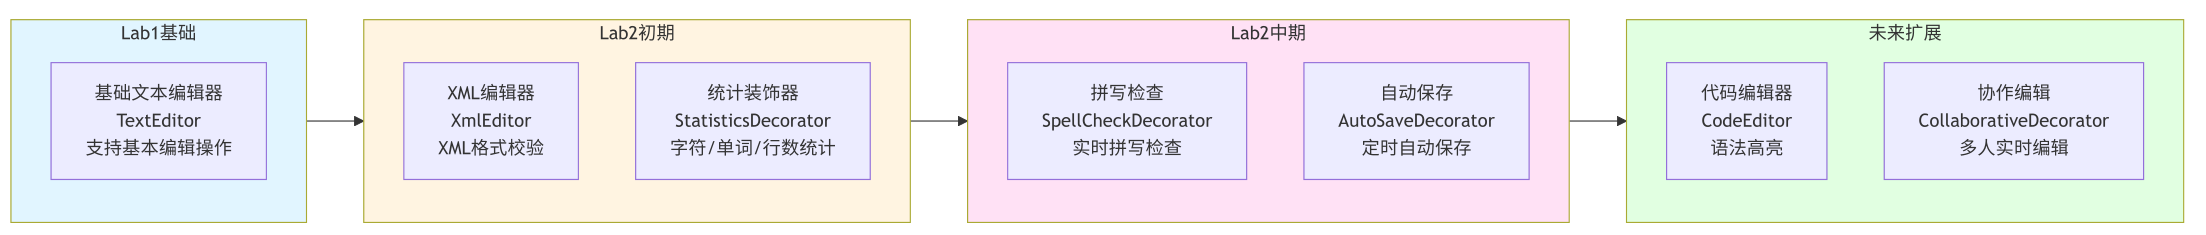 Lab1基础
基础文本编辑器
TextEditor
支持基本编辑操作
Lab2初期
XML编辑器
XmlEditor
XML格式校验
统计装饰器
StatisticsDecorator
字符/单词/行数统计
Lab2中期
拼写检查
SpellCheckDecorator
实时拼写检查
自动保存
AutoSaveDecorator
定时自动保存
未来扩展
代码编辑器
CodeEditor
语法高亮
协作编辑
CollaborativeDecorator
多人实时编辑